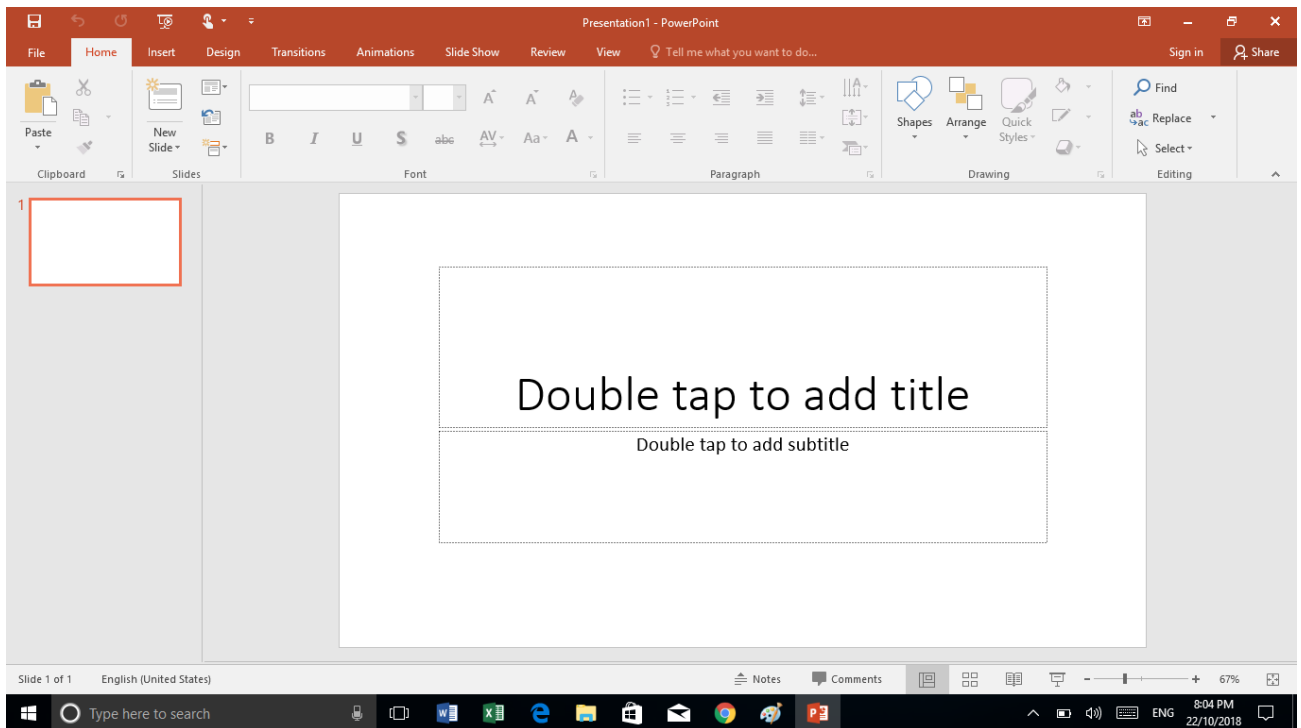 Presentation1 - PowerPoint
File Home Insert Design Transitions Animations Slide Show Review View Tell me what you want to do... Sign in Share
Paste
New Slide
B I U S abc AV Aa A
Shapes Arrange Quick Styles
Find
Replace
Select
Clipboard Slides Font Paragraph Drawing Editing
1
Double tap to add title
Double tap to add subtitle
Slide 1 of 1 English (United States) Notes Comments 67%
Type here to search ENG 8:04 PM
22/10/2018